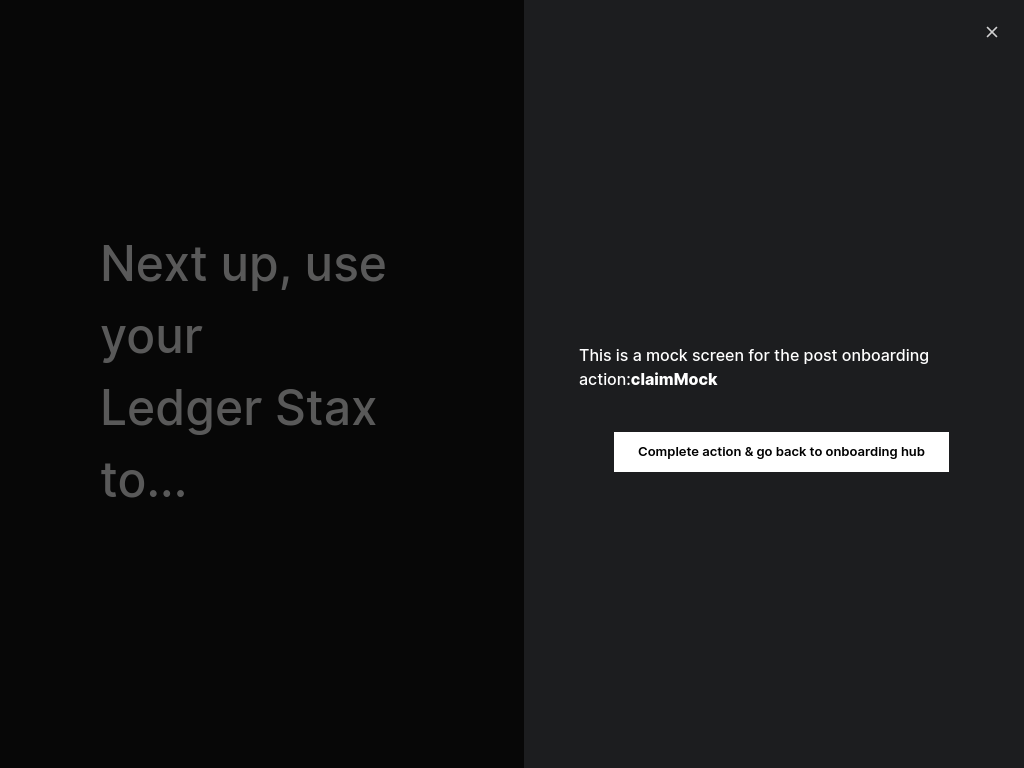 Next up, use
your
Ledger Stax
to...
This is a mock screen for the post onboarding
action:claimMock
Complete action & go back to onboarding hub